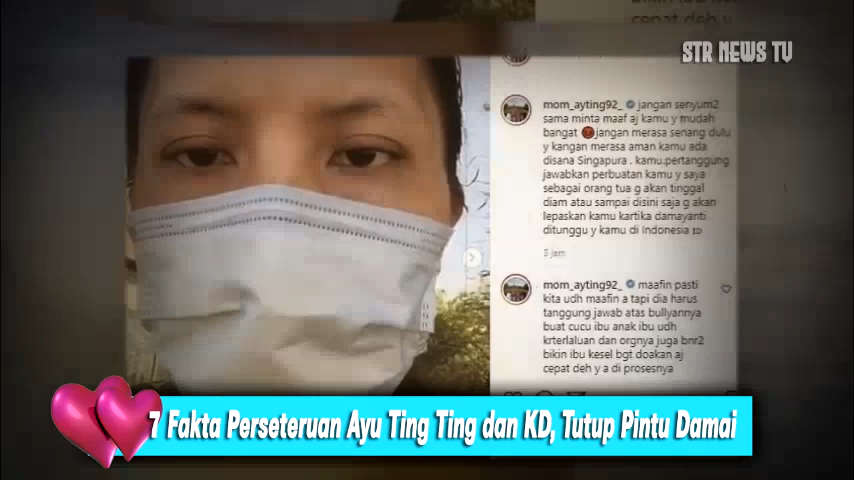 cepat deh y
STR NEWS TV
mom_ayting92_ jangan senyum2
sama minta maaf aj kamu y mudah
bangat 😡jangan merasa senang dulu
y kangan merasa aman kamu ada
disana Singapura . kamu.pertanggung
jawabkan perbuatan kamu y saya
sebagai orang tua g akan tinggal
diam atau sampai disini saja g akan
lepaskan kamu kartika damayanti
ditunggu y kamu di Indonesia
3 jam
mom_ayting92_ maafin pasti
kita udh maafin a tapi dia harus
tanggung jawab atas bullyannya
buat cucu ibu anak ibu udh
krterlaluan dan orgnya juga bnr2
bikin ibu kesel bgt doakan aj
cepat deh y a di prosesnya
7 Fakta Perseteruan Ayu Ting Ting dan KD, Tutup Pintu Damai